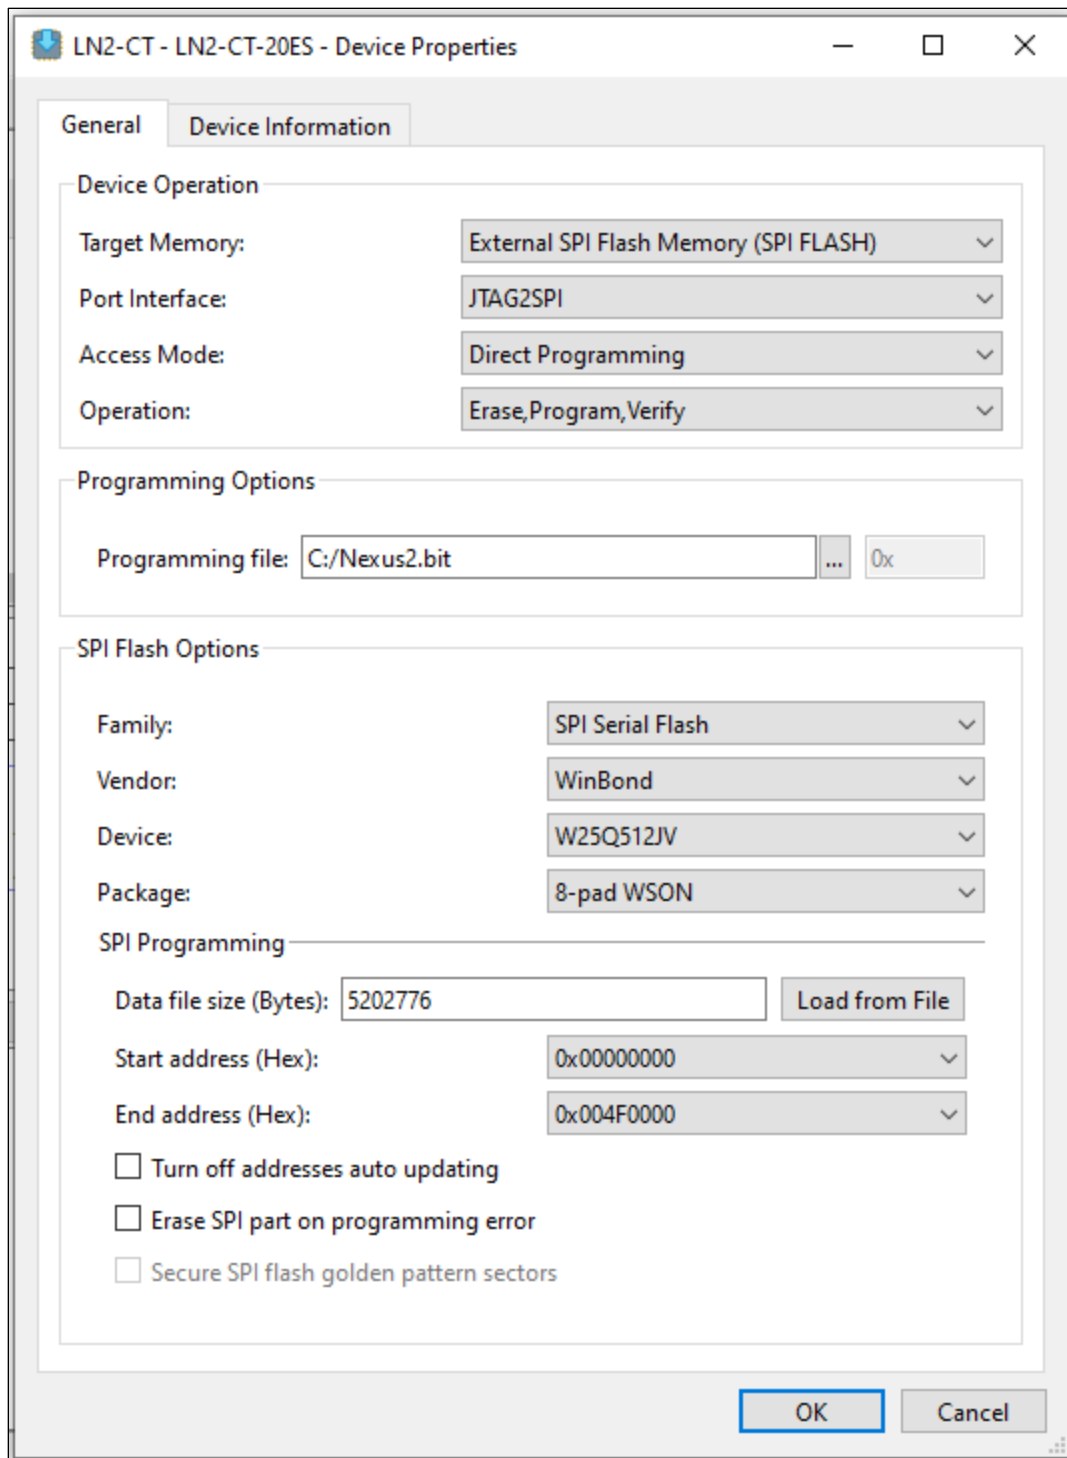 LN2-CT - LN2-CT-20ES - Device Properties
General
Device Information
Device Operation
Target Memory: External SPI Flash Memory (SPI FLASH)
Port Interface: JTAG2SPI
Access Mode: Direct Programming
Operation: Erase,Program,Verify
Programming Options
Programming file: C:/Nexus2.bit ... 0x
SPI Flash Options
Family: SPI Serial Flash
Vendor: WinBond
Device: W25Q512JV
Package: 8-pad WSON
SPI Programming
Data file size (Bytes): 5202776 Load from File
Start address (Hex): 0x00000000
End address (Hex): 0x004F0000
Turn off addresses auto updating
Erase SPI part on programming error
Secure SPI flash golden pattern sectors
OK Cancel